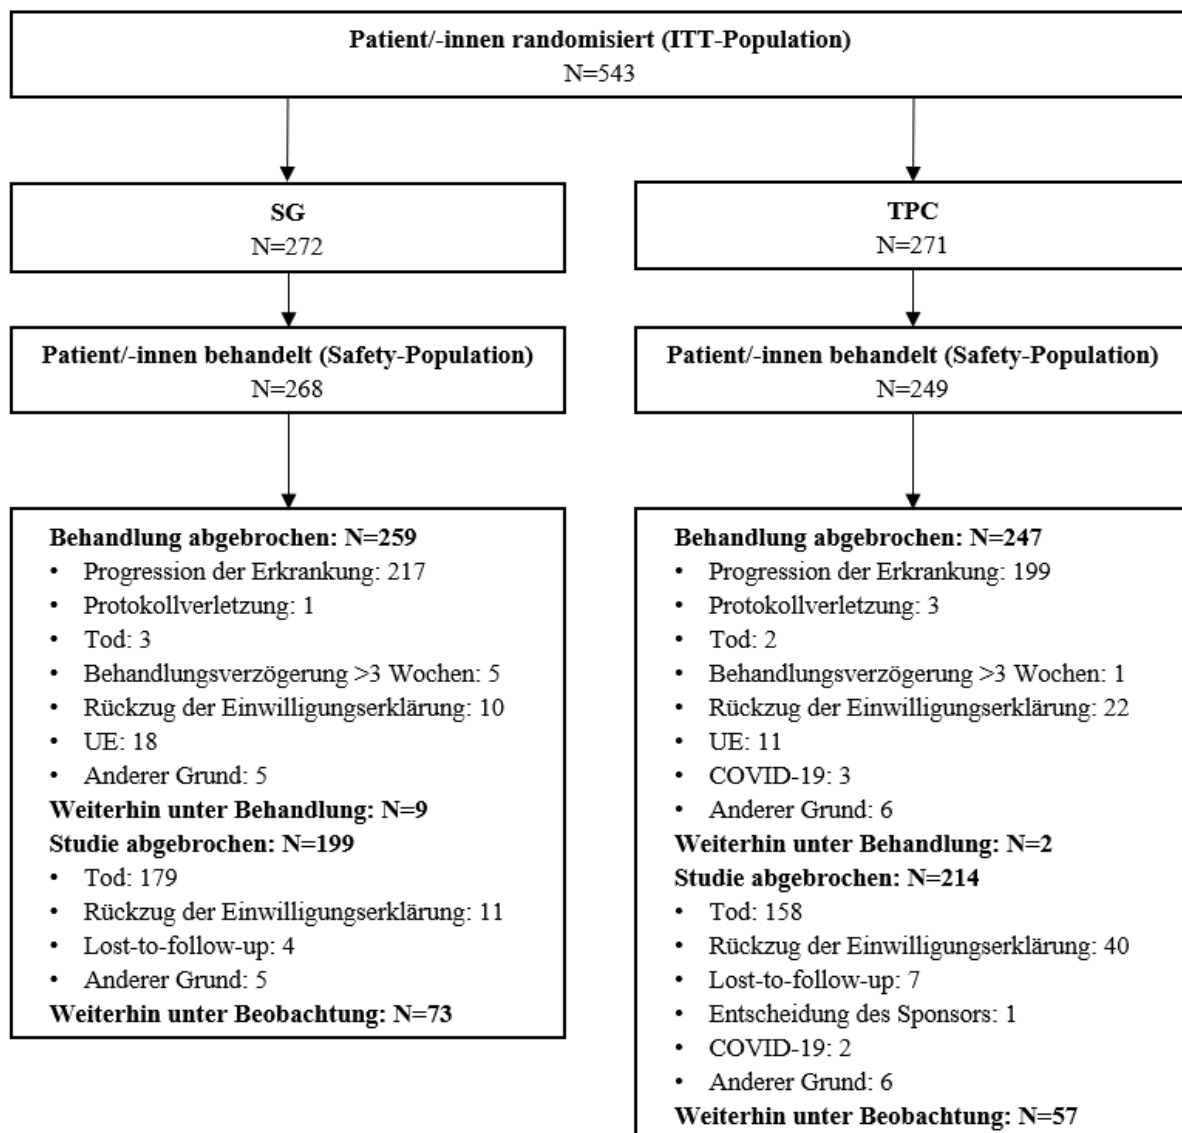 Patient/-innen randomisiert (ITT-Population)
N=543
SG
N=272
TPC
N=271
Patient/-innen behandelt (Safety-Population)
N=268
Patient/-innen behandelt (Safety-Population)
N=249
Behandlung abgebrochen: N=259
• Progression der Erkrankung: 217
• Protokollverletzung: 1
• Tod: 3
• Behandlungsverzögerung >3 Wochen: 5
• Rückzug der Einwilligungserklärung: 10
• UE: 18
• Anderer Grund: 5
Weiterhin unter Behandlung: N=9
Studie abgebrochen: N=199
• Tod: 179
• Rückzug der Einwilligungserklärung: 11
• Lost-to-follow-up: 4
• Anderer Grund: 5
Weiterhin unter Beobachtung: N=73
Behandlung abgebrochen: N=247
• Progression der Erkrankung: 199
• Protokollverletzung: 3
• Tod: 2
• Behandlungsverzögerung >3 Wochen: 1
• Rückzug der Einwilligungserklärung: 22
• UE: 11
• COVID-19: 3
• Anderer Grund: 6
Weiterhin unter Behandlung: N=2
Studie abgebrochen: N=214
• Tod: 158
• Rückzug der Einwilligungserklärung: 40
• Lost-to-follow-up: 7
• Entscheidung des Sponsors: 1
• COVID-19: 2
• Anderer Grund: 6
Weiterhin unter Beobachtung: N=57